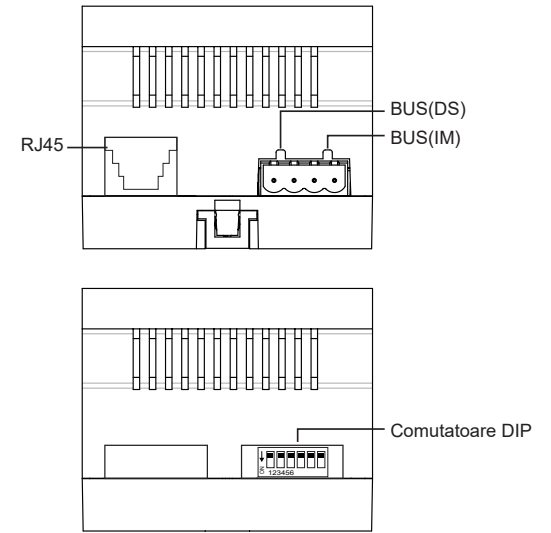 BUS(DS)
BUS(IM)
RJ45
Comutatoare DIP
ON
123456